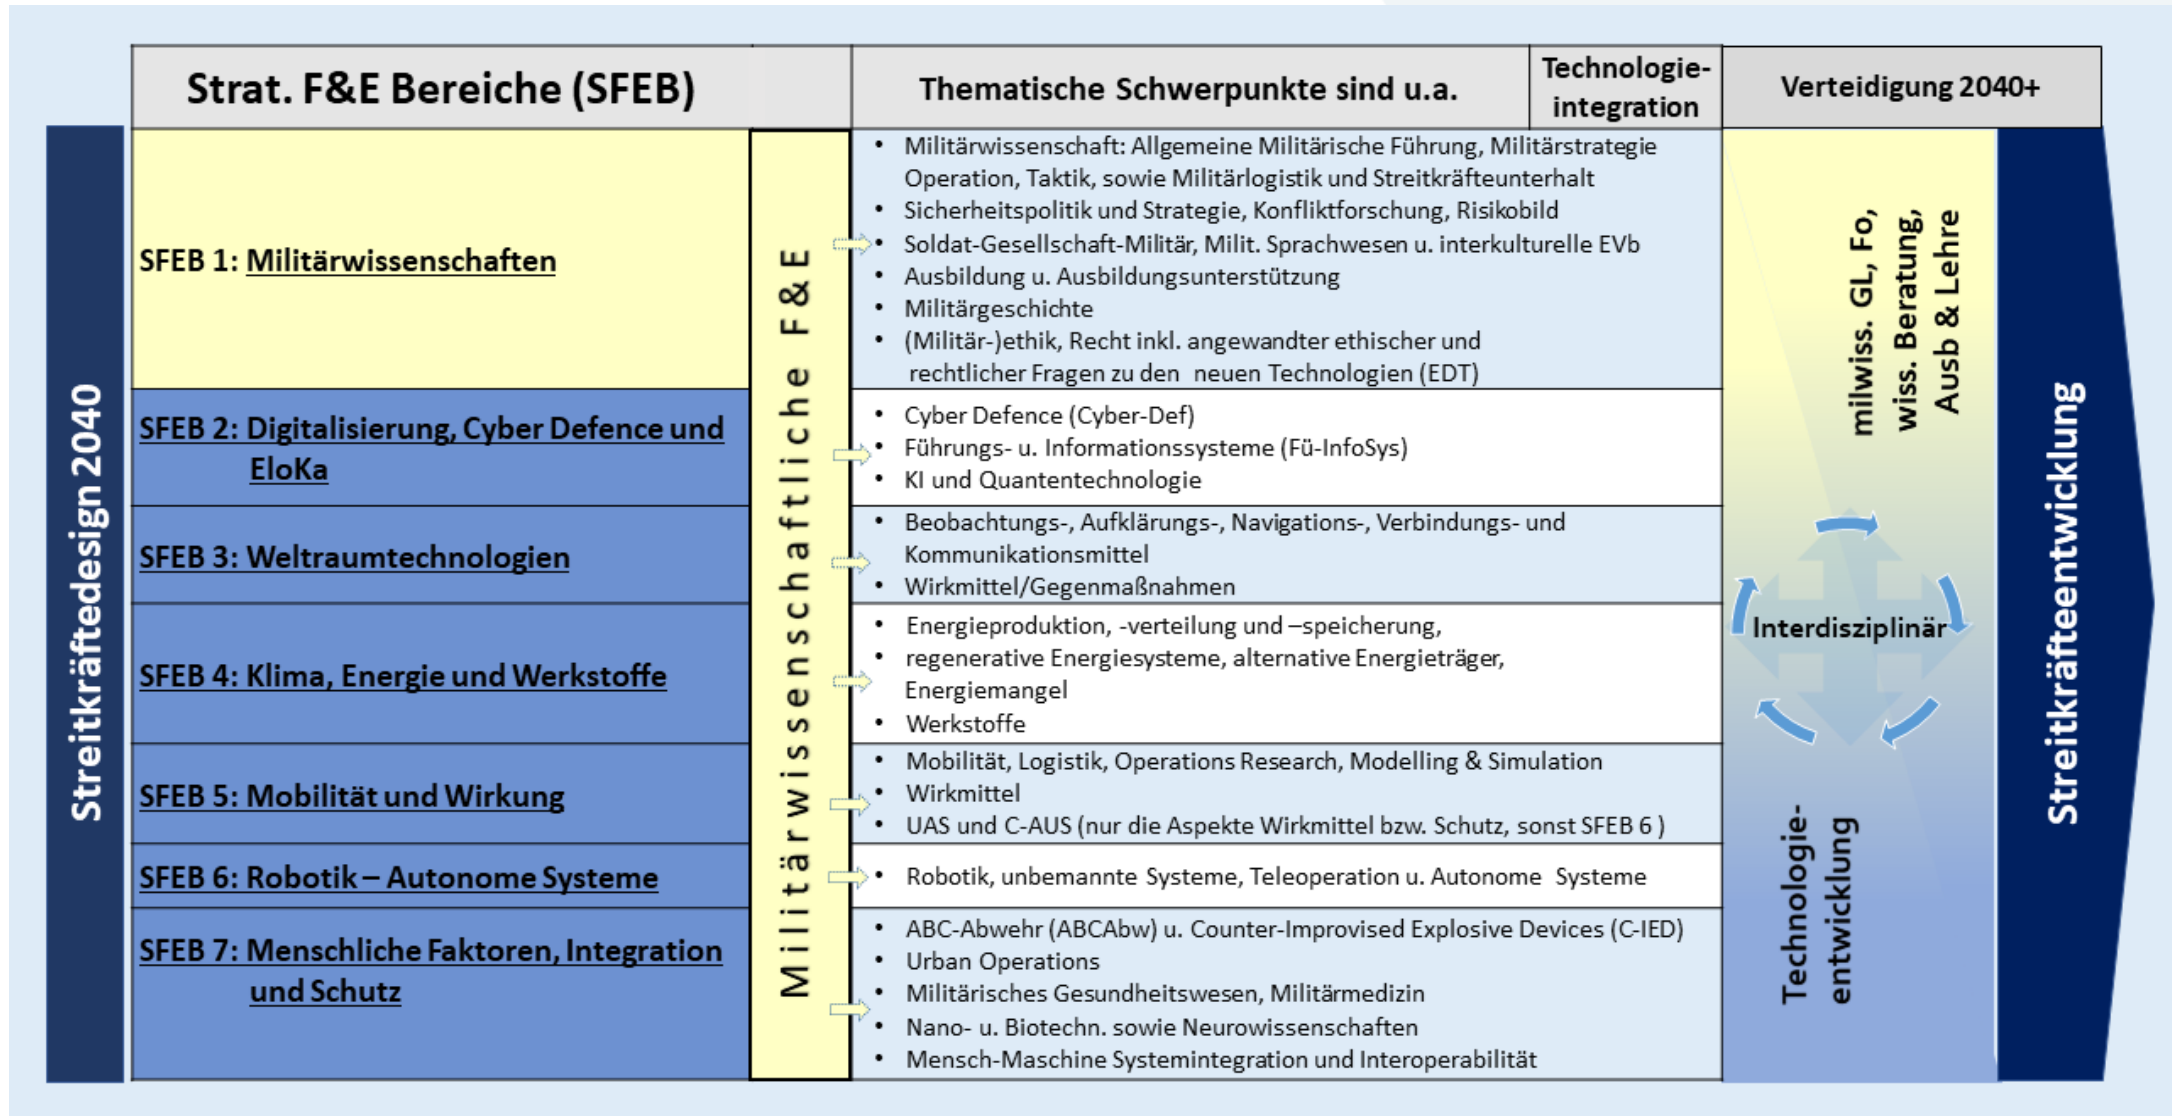 Strat. F&E Bereiche (SFEB)
Thematische Schwerpunkte sind u.a.
Technologie-
integration
Verteidigung 2040+
Streitkräftedesign 2040
SFEB 1: Militärwissenschaften
Militärwissenschaftliche F&E
• Militärwissenschaft: Allgemeine Militärische Führung, Militärstrategie
Operation, Taktik, sowie Militärlogistik und Streitkräfteunterhalt
• Sicherheitspolitik und Strategie, Konfliktforschung, Risikobild
• Soldat-Gesellschaft-Militär, Milit. Sprachwesen u. interkulturelle EVb
• Ausbildung u. Ausbildungsunterstützung
• Militärgeschichte
• (Militär-)ethik, Recht inkl. angewandter ethischer und
rechtlicher Fragen zu den neuen Technologien (EDT)
SFEB 2: Digitalisierung, Cyber Defence und
EloKa
• Cyber Defence (Cyber-Def)
• Führungs- u. Informationssysteme (Fü-InfoSys)
• KI und Quantentechnologie
SFEB 3: Weltraumtechnologien
• Beobachtungs-, Aufklärungs-, Navigations-, Verbindungs- und
Kommunikationsmittel
• Wirkmittel/Gegenmaßnahmen
SFEB 4: Klima, Energie und Werkstoffe
• Energieproduktion, -verteilung und –speicherung,
• regenerative Energiesysteme, alternative Energieträger,
Energiemangel
• Werkstoffe
SFEB 5: Mobilität und Wirkung
• Mobilität, Logistik, Operations Research, Modelling & Simulation
• Wirkmittel
• UAS und C-AUS (nur die Aspekte Wirkmittel bzw. Schutz, sonst SFEB 6 )
SFEB 6: Robotik – Autonome Systeme
• Robotik, unbemannte Systeme, Teleoperation u. Autonome Systeme
SFEB 7: Menschliche Faktoren, Integration
und Schutz
• ABC-Abwehr (ABCAbw) u. Counter-Improvised Explosive Devices (C-IED)
• Urban Operations
• Militärisches Gesundheitswesen, Militärmedizin
• Nano- u. Biotechn. sowie Neurowissenschaften
• Mensch-Maschine Systemintegration und Interoperabilität
milwiss. GL, Fo,
wiss. Beratung,
Ausb & Lehre
Interdisziplinär
Technologie-
entwicklung
Streitkräfteentwicklung